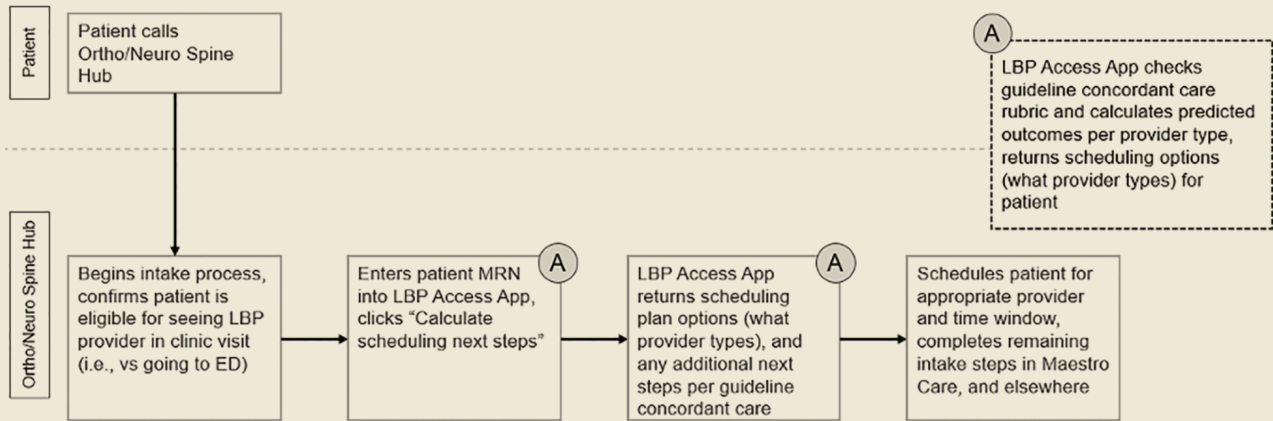 Patient
Patient calls
Ortho/Neuro Spine
Hub
A
LBP Access App checks
guideline concordant care
rubric and calculates predicted
outcomes per provider type,
returns scheduling options
(what provider types) for
patient
Ortho/Neuro Spine Hub
Begins intake process,
confirms patient is
eligible for seeing LBP
provider in clinic visit
(i.e., vs going to ED)
A
Enters patient MRN
into LBP Access App,
clicks “Calculate
scheduling next steps”
A
LBP Access App
returns scheduling
plan options (what
provider types), and
any additional next
steps per guideline
concordant care
Schedules patient for
appropriate provider
and time window,
completes remaining
intake steps in Maestro
Care, and elsewhere